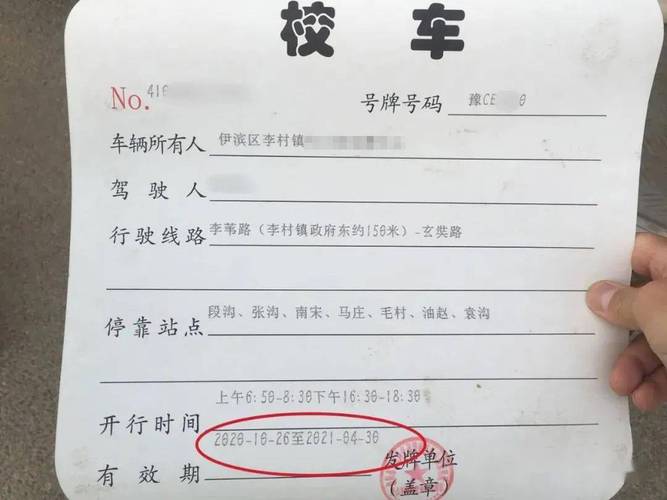 校车
No. 410
号牌号码 豫CE 0
车辆所有人 伊滨区李村镇
驾驶人
行驶线路 李苇路（李村镇政府东约150米）-玄奘路
停靠站点 段沟、张沟、南宋、马庄、毛村、油赵、袁沟
上午6:50-8:30下午16:30-18:30
开行时间
2020-10-26至2021-04-30
有效期
发牌单位
（盖章）